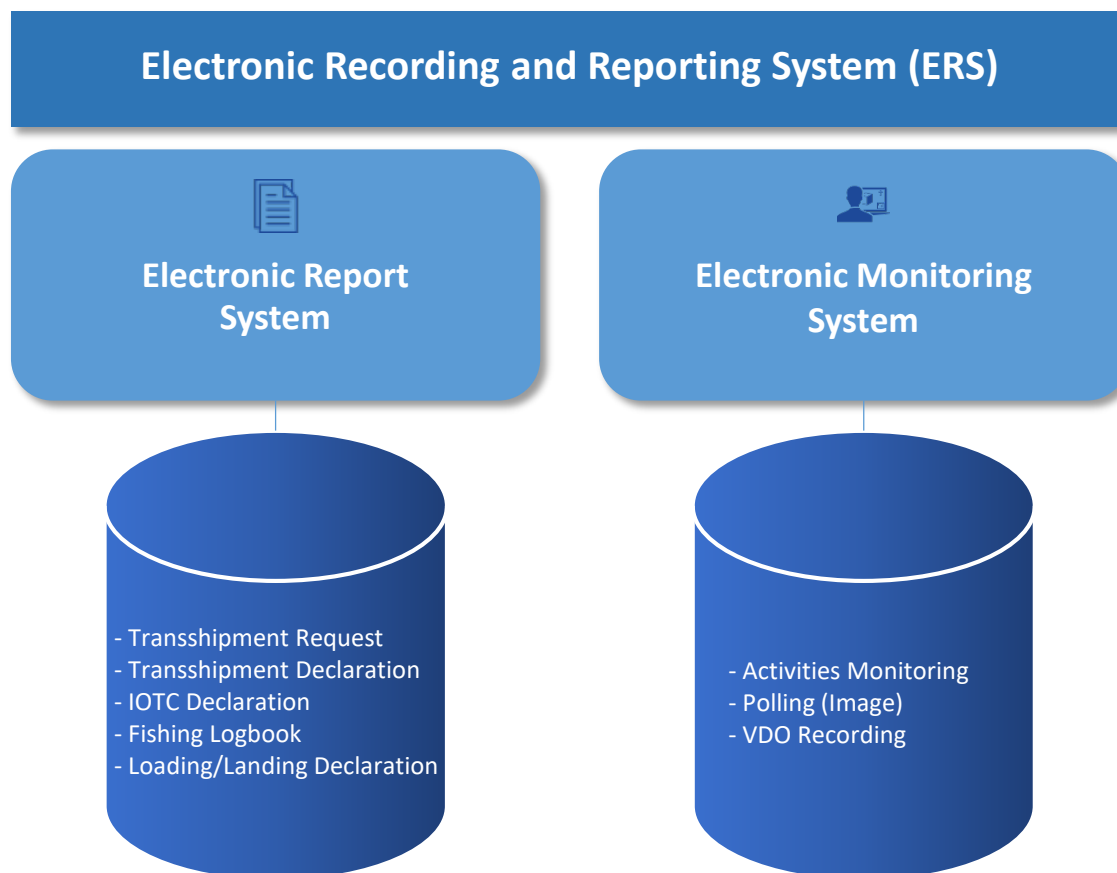 Electronic Recording and Reporting System (ERS)
Electronic Report
System
Electronic Monitoring
System
- Transshipment Request
- Transshipment Declaration
- IOTC Declaration
- Fishing Logbook
- Loading/Landing Declaration
- Activities Monitoring
- Polling (Image)
- VDO Recording